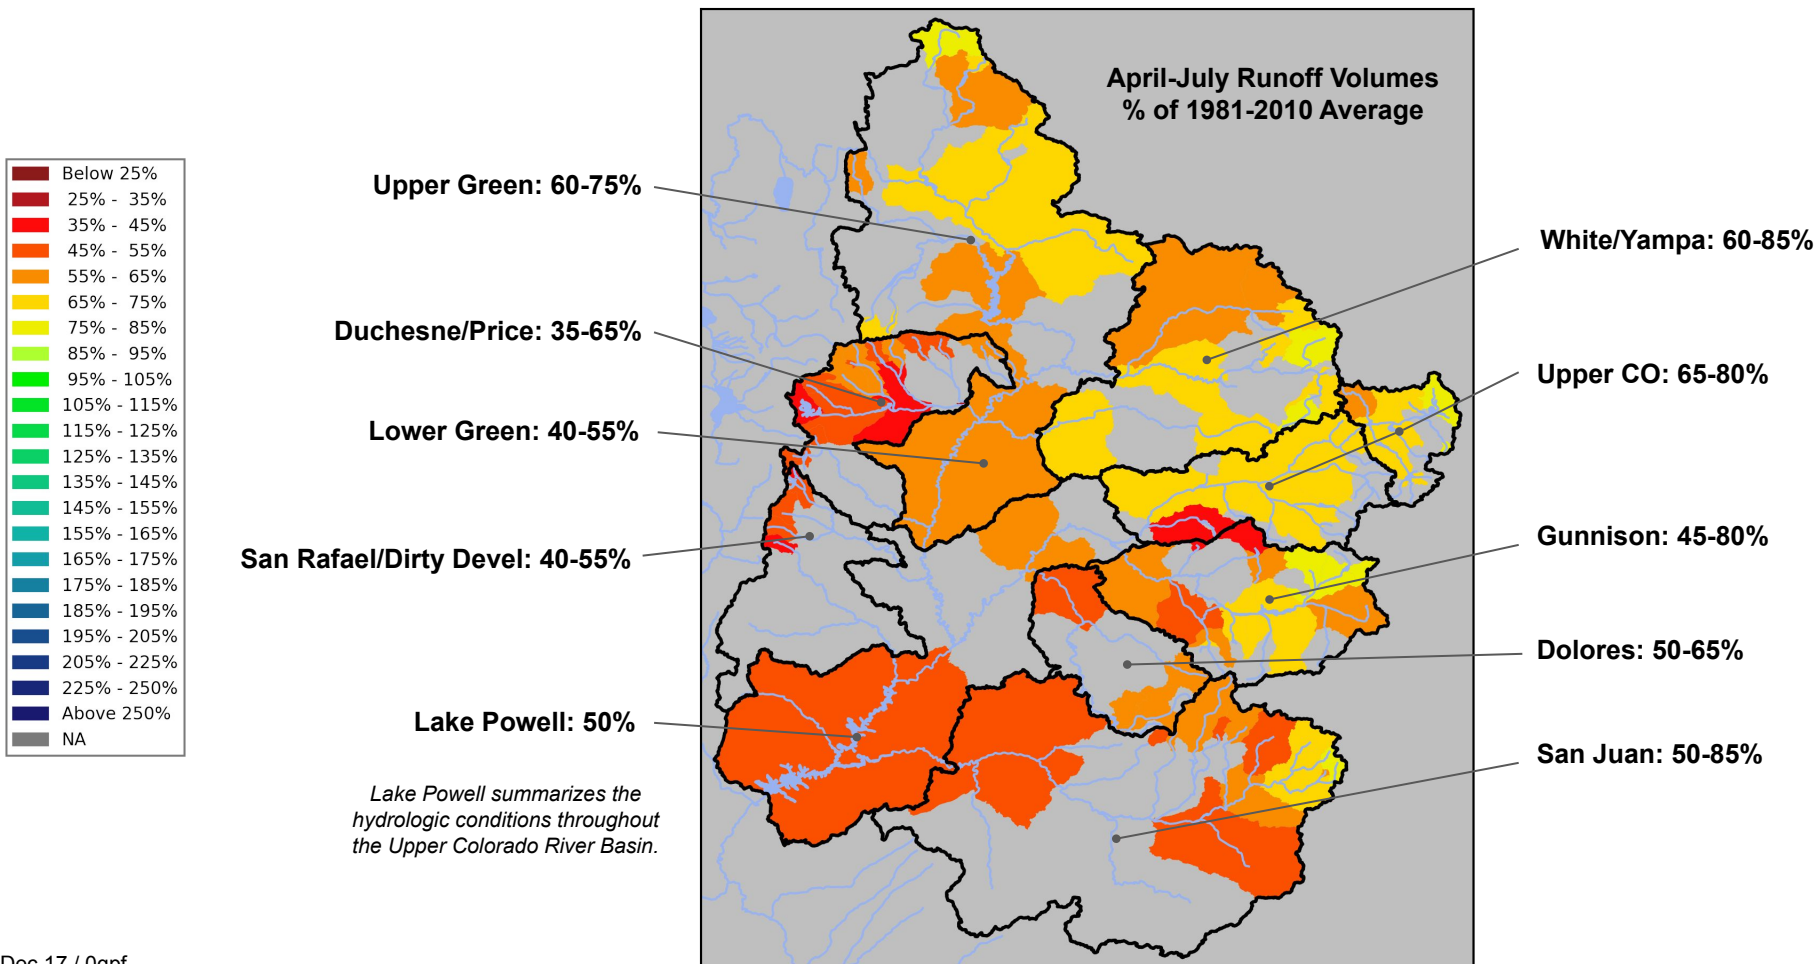 April-July Runoff Volumes
% of 1981-2010 Average
Below 25%
25% - 35%
35% - 45%
45% - 55%
55% - 65%
65% - 75%
75% - 85%
85% - 95%
95% - 105%
105% - 115%
115% - 125%
125% - 135%
135% - 145%
145% - 155%
155% - 165%
165% - 175%
175% - 185%
185% - 195%
195% - 205%
205% - 225%
225% - 250%
Above 250%
NA
Upper Green: 60-75%
Duchesne/Price: 35-65%
Lower Green: 40-55%
San Rafael/Dirty Devel: 40-55%
Lake Powell: 50%
Lake Powell summarizes the
hydrologic conditions throughout
the Upper Colorado River Basin.
White/Yampa: 60-85%
Upper CO: 65-80%
Gunnison: 45-80%
Dolores: 50-65%
San Juan: 50-85%
Dec 17 / 0qpf